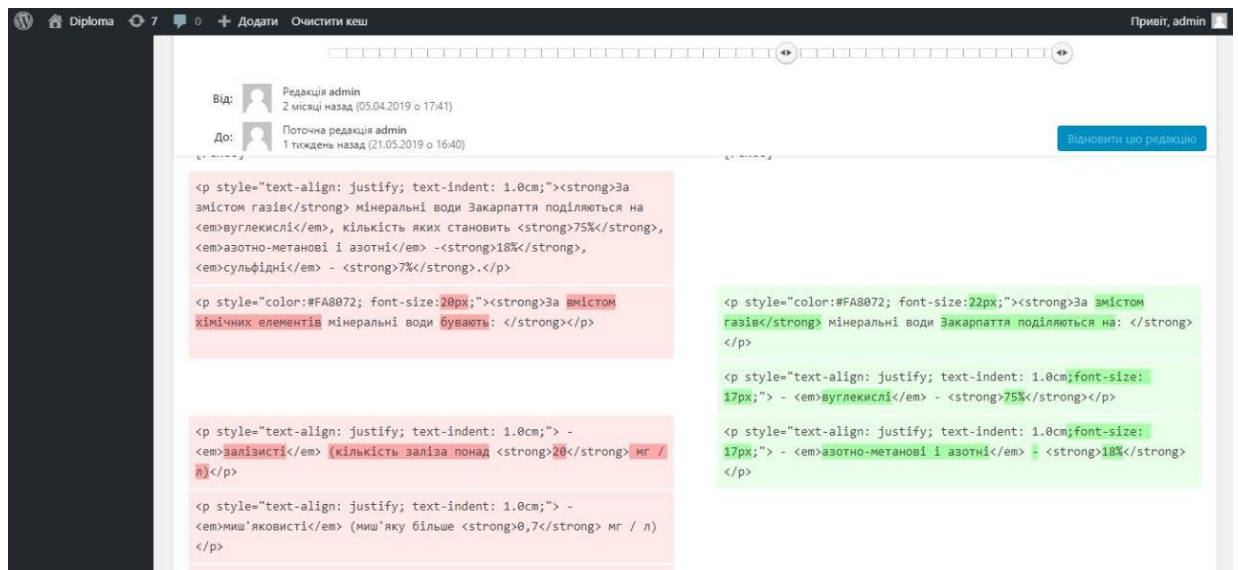 Diploma 7 0 Додати Очистити кеш Привіт, admin
Від: Редакція admin
2 місяці назад (05.04.2019 о 17:41)
До: Поточна редакція admin
1 тиждень назад (21.05.2019 о 16:40)
Відновити цю редакцію
<p style="text-align: justify; text-indent: 1.0cm;"><strong>За
змістом газів</strong> мінеральні води Закарпаття поділяються на
<em>вуглекислі</em>, кількість яких становить <strong>75%</strong>,
<em>азотно-метанові і азотні</em> -<strong>18%</strong>,
<em>сульфідні</em> - <strong>7%</strong>.</p>
<p style="color:#FA8072; font-size:20px;"><strong>За вмістом
хімічних елементів мінеральні води бувають: </strong></p>
<p style="color:#FA8072; font-size:22px;"><strong>За змістом
газів</strong> мінеральні води Закарпаття поділяються на: </strong>
</p>
<p style="text-align: justify; text-indent: 1.0cm;font-size:
17px;"> - <em>вуглекислі</em> - <strong>75%</strong></p>
<p style="text-align: justify; text-indent: 1.0cm;"> -
<em>залізисті</em> (кількість заліза понад <strong>20</strong> мг /
л)</p>
<p style="text-align: justify; text-indent: 1.0cm;font-size:
17px;"> - <em>азотно-метанові і азотні</em> - <strong>18%</strong>
</p>
<p style="text-align: justify; text-indent: 1.0cm;"> -
<em>миш'яковисті</em> (миш'яку більше <strong>0,7</strong> мг / л)
</p>